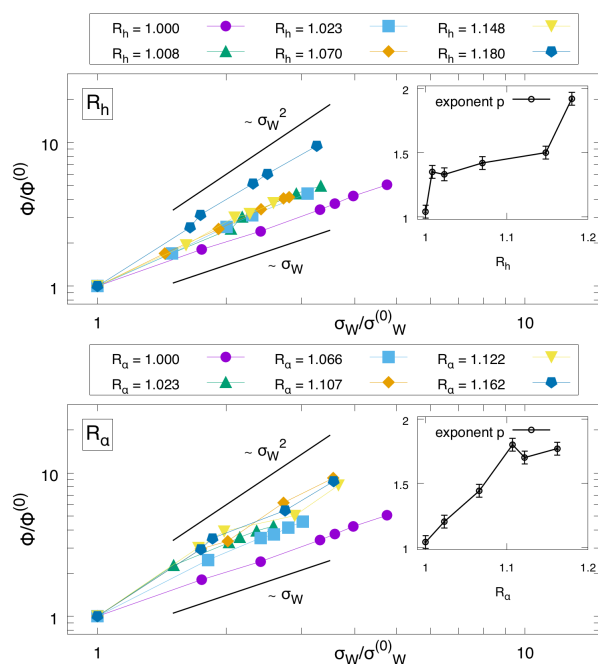 R_h = 1.000 R_h = 1.023 R_h = 1.148
R_h = 1.008 R_h = 1.070 R_h = 1.180
R_h
~ σ_W^2
~ σ_W
exponent p
2
1.5
1
1 1.1 1.2
R_h
10
1
Φ/Φ^(0)
1 10
σ_W/σ^(0)_W
R_α = 1.000 R_α = 1.066 R_α = 1.122
R_α = 1.023 R_α = 1.107 R_α = 1.162
R_α
~ σ_W^2
~ σ_W
exponent p
2
1.5
1
1 1.1 1.2
R_α
10
1
Φ/Φ^(0)
1 10
σ_W/σ^(0)_W